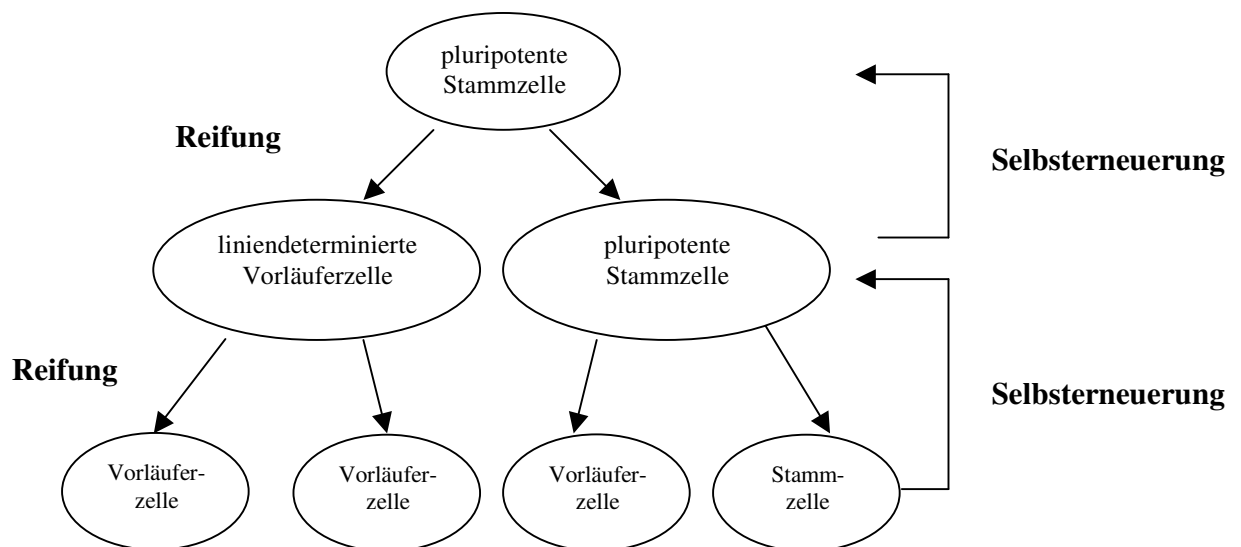 pluripotente
Stammzelle
Reifung
Selbsterneuerung
liniendeterminierte
Vorläuferzelle
pluripotente
Stammzelle
Reifung
Selbsterneuerung
Vorläufer-
zelle
Vorläufer-
zelle
Vorläufer-
zelle
Stamm-
zelle